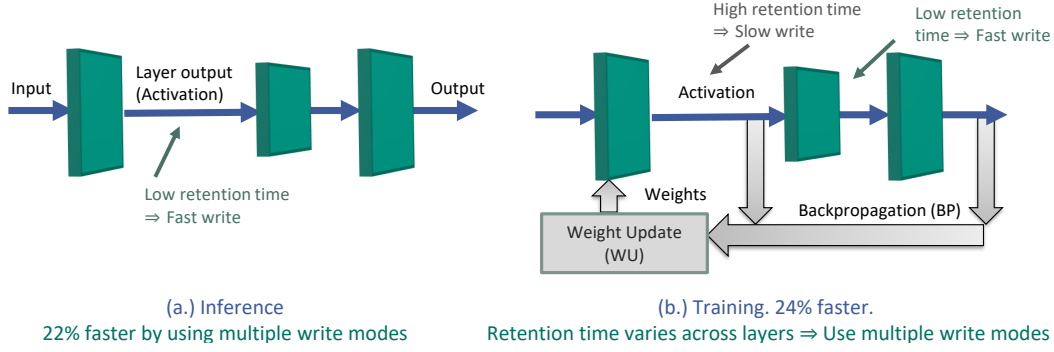 Input
Layer output
(Activation)
Output
Low retention time
⇒ Fast write
(a.) Inference
22% faster by using multiple write modes
High retention time
⇒ Slow write
Low retention
time ⇒ Fast write
Activation
Weights
Backpropagation (BP)
Weight Update
(WU)
(b.) Training. 24% faster.
Retention time varies across layers ⇒ Use multiple write modes